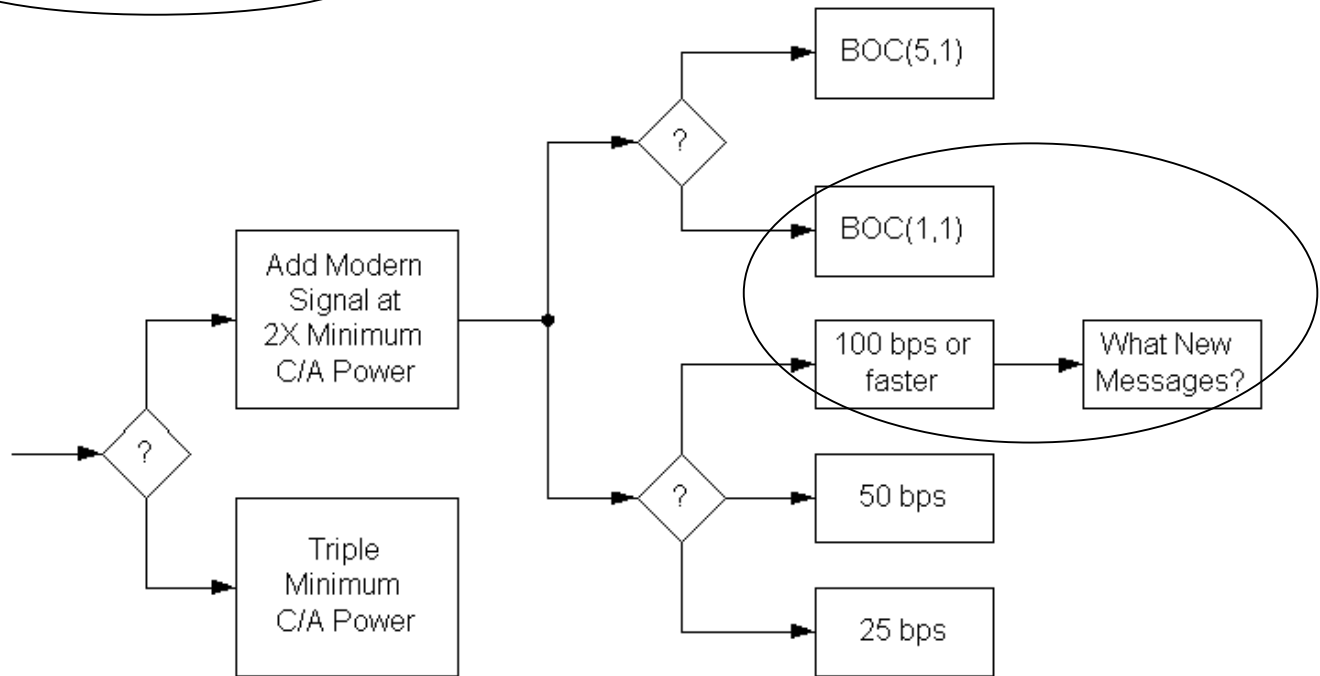 BOC(5,1)
?
BOC(1,1)
Add Modern
Signal at
2X Minimum
C/A Power
100 bps or
faster
What New
Messages?
?
?
50 bps
Triple
Minimum
C/A Power
25 bps